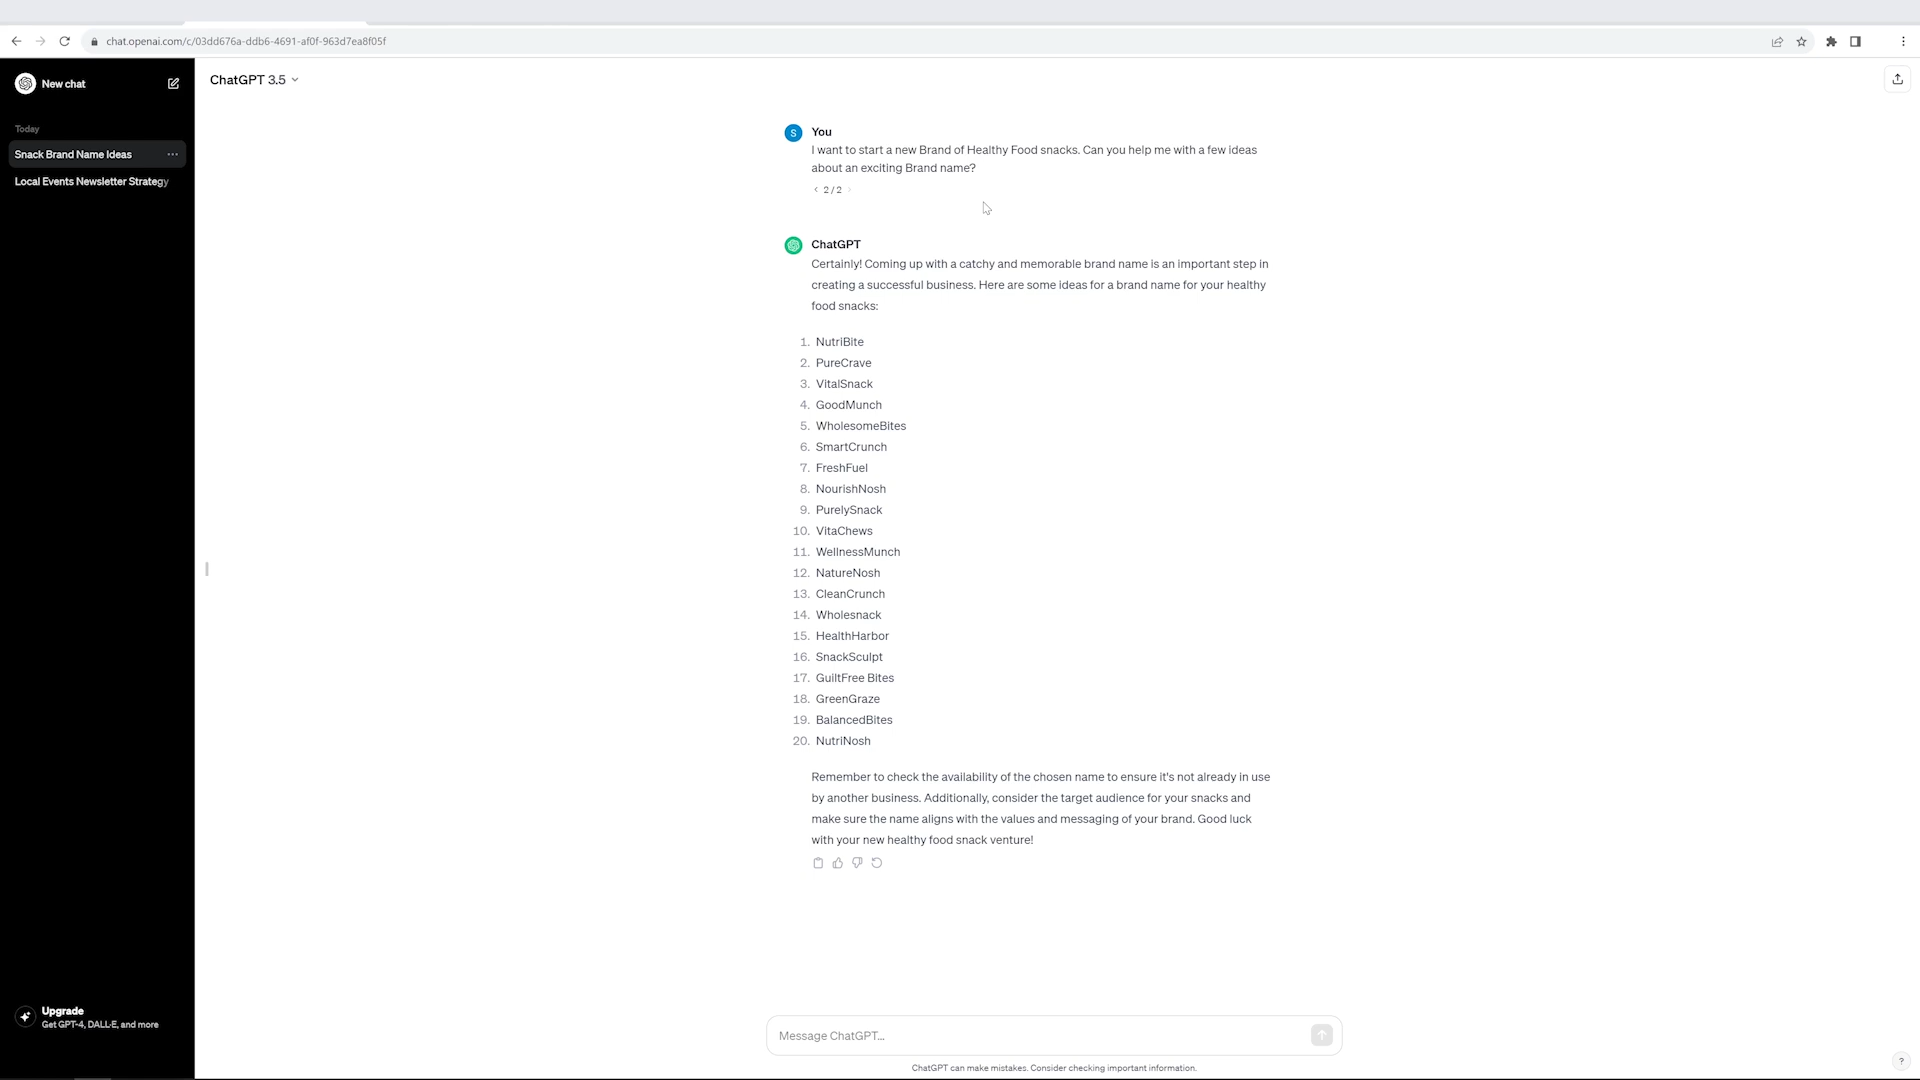 chat.openai.com/c/03dd676a-ddb6-4691-af0f-963d7ea8f05f
New chat
ChatGPT 3.5
Today
Snack Brand Name Ideas
Local Events Newsletter Strategy
S
You
I want to start a new Brand of Healthy Food snacks. Can you help me with a few ideas
about an exciting Brand name?
< 2 / 2 >
ChatGPT
Certainly! Coming up with a catchy and memorable brand name is an important step in
creating a successful business. Here are some ideas for a brand name for your healthy
food snacks:
1. NutriBite
2. PureCrave
3. VitalSnack
4. GoodMunch
5. WholesomeBites
6. SmartCrunch
7. FreshFuel
8. NourishNosh
9. PurelySnack
10. VitaChews
11. WellnessMunch
12. NatureNosh
13. CleanCrunch
14. Wholesnack
15. HealthHarbor
16. SnackSculpt
17. GuiltFree Bites
18. GreenGraze
19. BalancedBites
20. NutriNosh
Remember to check the availability of the chosen name to ensure it's not already in use
by another business. Additionally, consider the target audience for your snacks and
make sure the name aligns with the values and messaging of your brand. Good luck
with your new healthy food snack venture!
Upgrade
Get GPT-4, DALL·E, and more
Message ChatGPT...
ChatGPT can make mistakes. Consider checking important information.
?